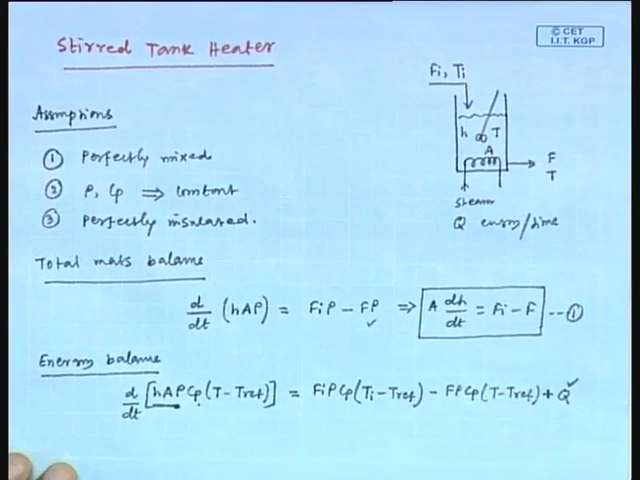 Stirred Tank Heater
© CET
I.I.T. KGP
Fi, Ti
h T
A
F
T
steam
Q energy/time
Assumptions
① Perfectly mixed
② ρ, Cp ⟹ constant
③ Perfectly insulated.
Total mass balance
d/dt (hAρ) = Fiρ - Fρ ⟹ A dh/dt = Fi - F --- ①
Energy balance
d/dt [hAρCp(T-Tref)] = FiρCp(Ti-Tref) - FρCp(T-Tref) + Q